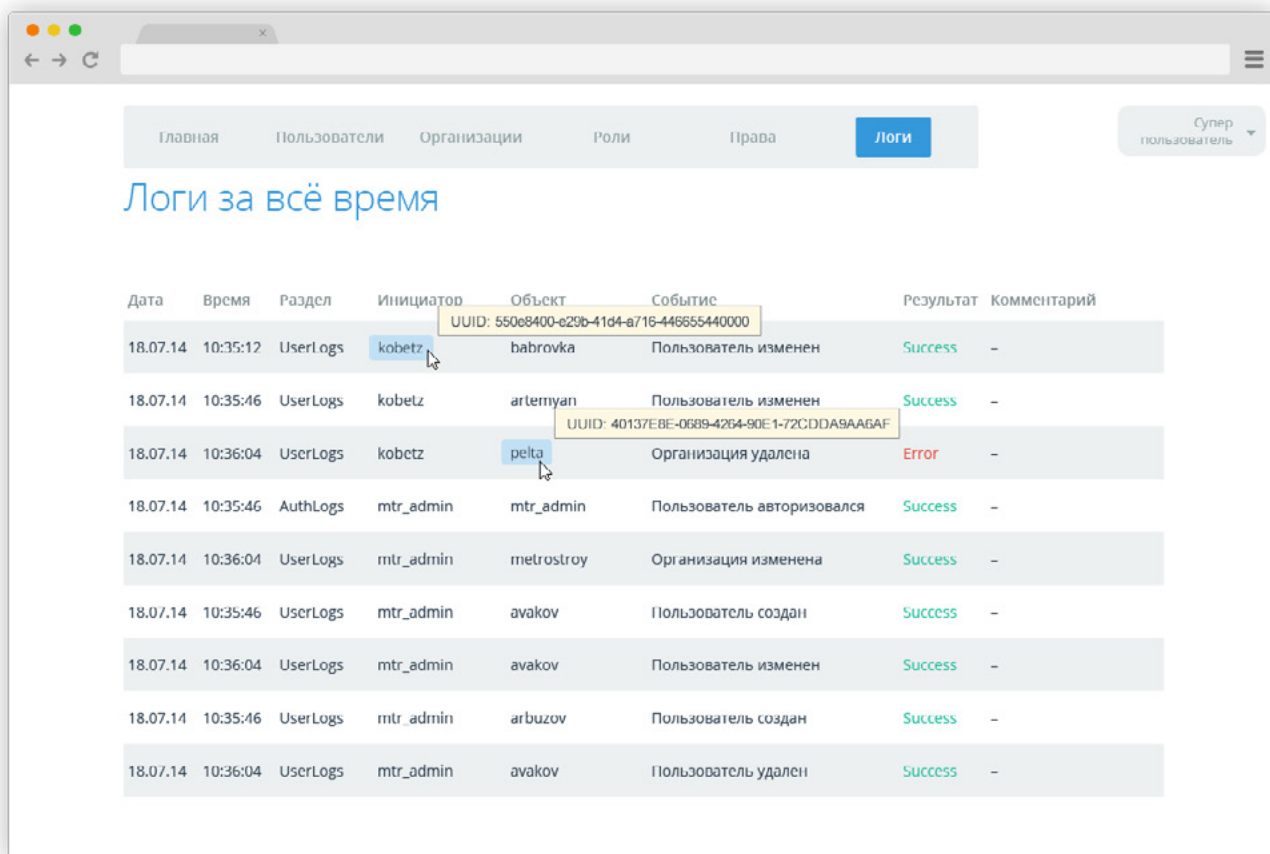 Главная Пользователи Организации Роли Права Логи Супер пользователь
Логи за всё время
Дата Время Раздел Инициатор Объект Событие Результат Комментарий
UUID: 550e8400-e29b-41d4-a716-446655440000
18.07.14 10:35:12 UserLogs kobetz babrovka Пользователь изменен Success –
18.07.14 10:35:46 UserLogs kobetz artemyan Пользователь изменен Success –
UUID: 40137E8E-0689-4264-90E1-72CDDA9AA6AF
18.07.14 10:36:04 UserLogs kobetz pelta Организация удалена Error –
18.07.14 10:35:46 AuthLogs mtr_admin mtr_admin Пользователь авторизовался Success –
18.07.14 10:36:04 UserLogs mtr_admin metrostroy Организация изменена Success –
18.07.14 10:35:46 UserLogs mtr_admin avakov Пользователь создан Success –
18.07.14 10:36:04 UserLogs mtr_admin avakov Пользователь изменен Success –
18.07.14 10:35:46 UserLogs mtr_admin arbuzov Пользователь создан Success –
18.07.14 10:36:04 UserLogs mtr_admin avakov Пользователь удален Success –